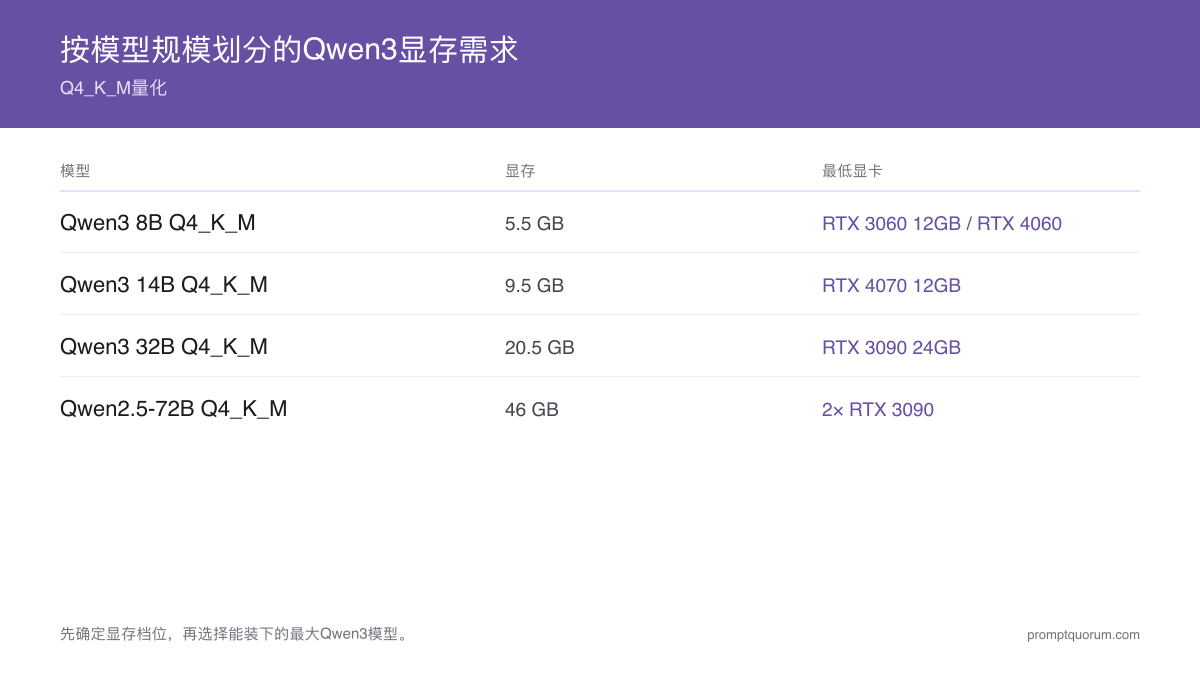 按模型规模划分的Qwen3显存需求
Q4_K_M量化
模型 显存 最低显卡
Qwen3 8B Q4_K_M 5.5 GB RTX 3060 12GB / RTX 4060
Qwen3 14B Q4_K_M 9.5 GB RTX 4070 12GB
Qwen3 32B Q4_K_M 20.5 GB RTX 3090 24GB
Qwen2.5-72B Q4_K_M 46 GB 2× RTX 3090
先确定显存档位，再选择能装下的最大Qwen3模型。 promptquorum.com